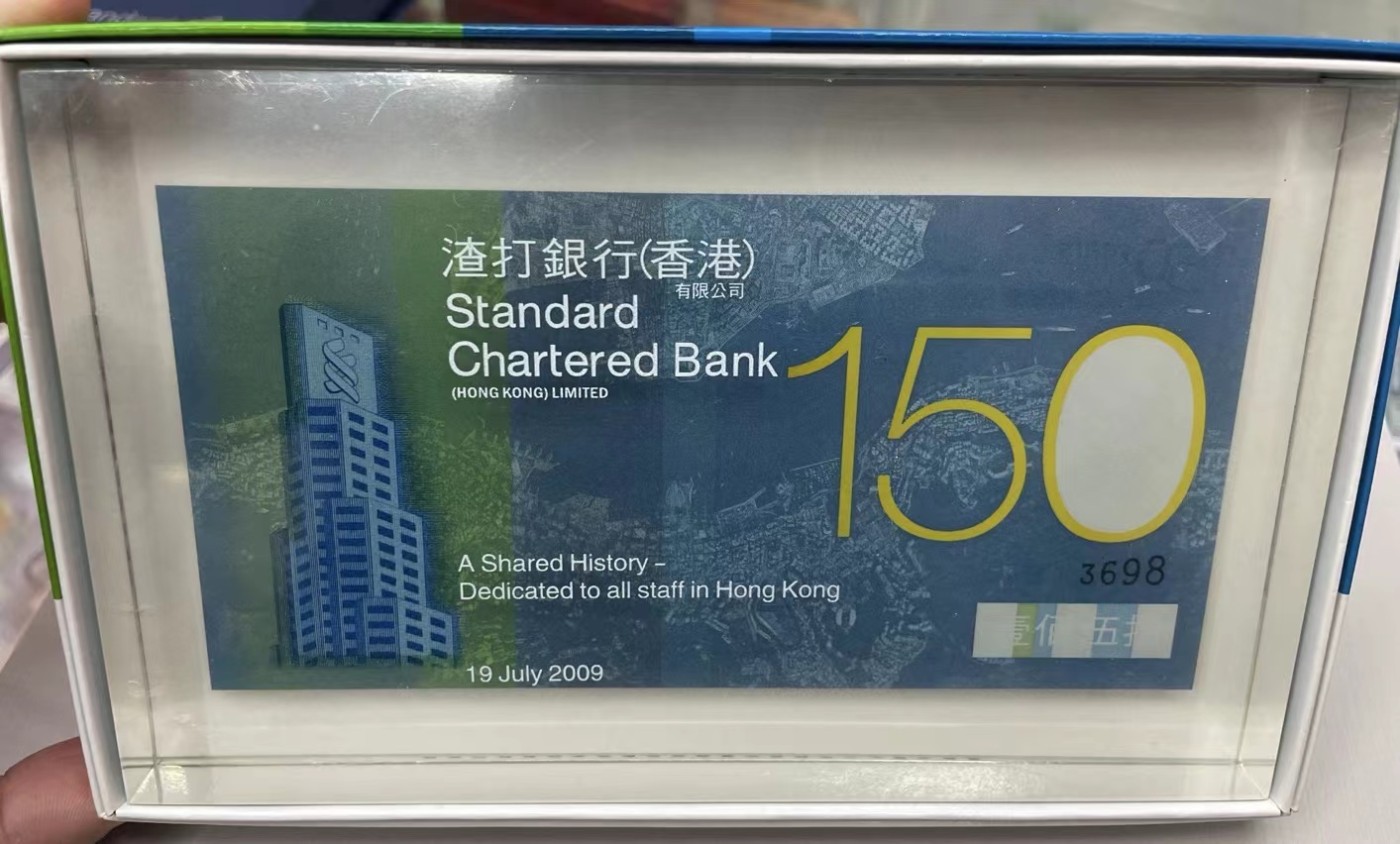 渣打銀行(香港)
有限公司
Standard
Chartered Bank
(HONG KONG) LIMITED
150
A Shared History –
Dedicated to all staff in Hong Kong
3698
19 July 2009